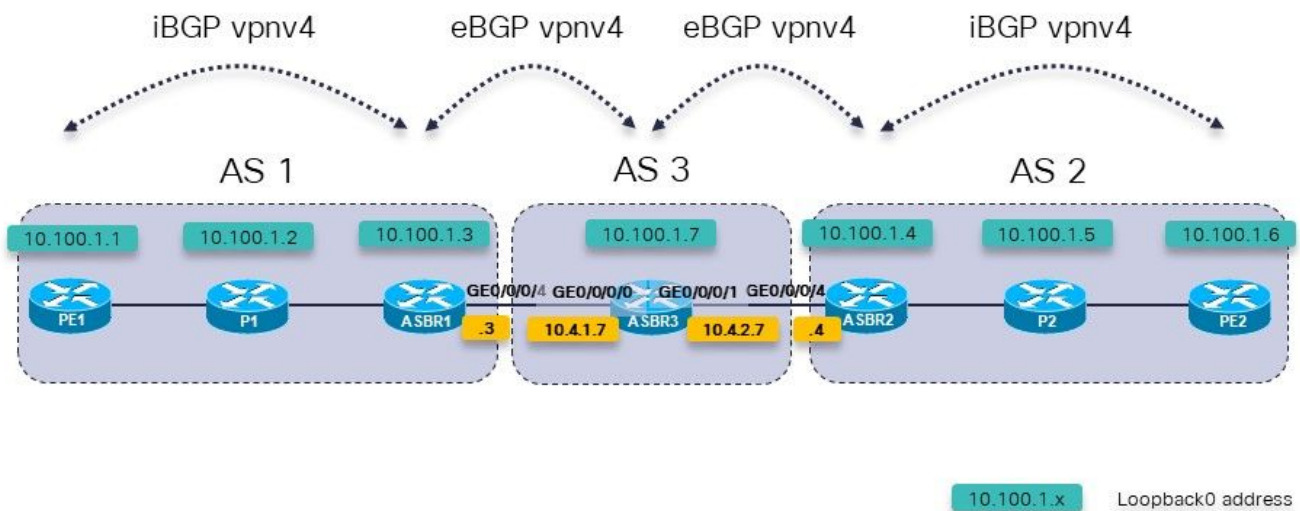 iBGP vpnv4 eBGP vpnv4 eBGP vpnv4 iBGP vpnv4
AS 1 AS 3 AS 2
10.100.1.1 10.100.1.2 10.100.1.3 10.100.1.7 10.100.1.4 10.100.1.5 10.100.1.6
GE0/0/0/4 GE0/0/0/0 GE0/0/0/1 GE0/0/0/4
PE1 P1 ASBR1 ASBR3 ASBR2 P2 PE2
.3 10.4.1.7 10.4.2.7 .4
10.100.1.x Loopback0 address